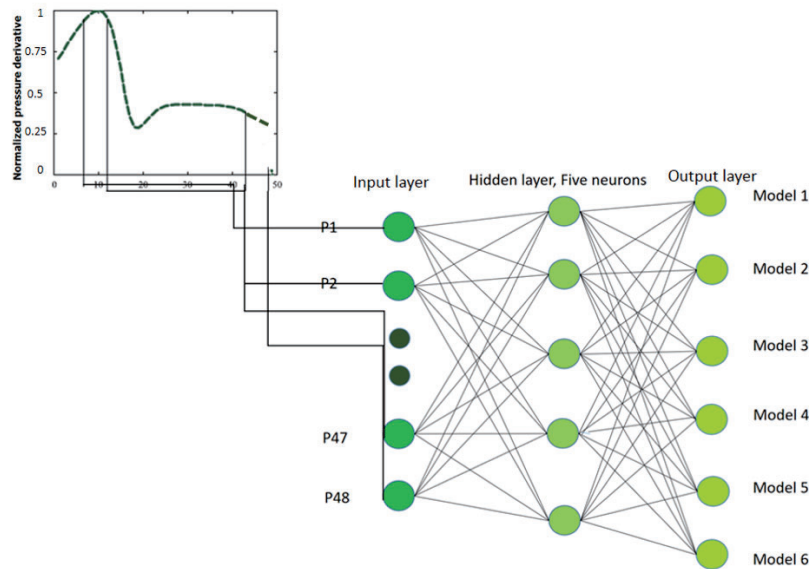 Normalized pressure derivative
1
0.75
0.5
0.25
0
0 10 20 30 40 50
Input layer
Hidden layer, Five neurons
Output layer
P1
P2
P47
P48
Model 1
Model 2
Model 3
Model 4
Model 5
Model 6